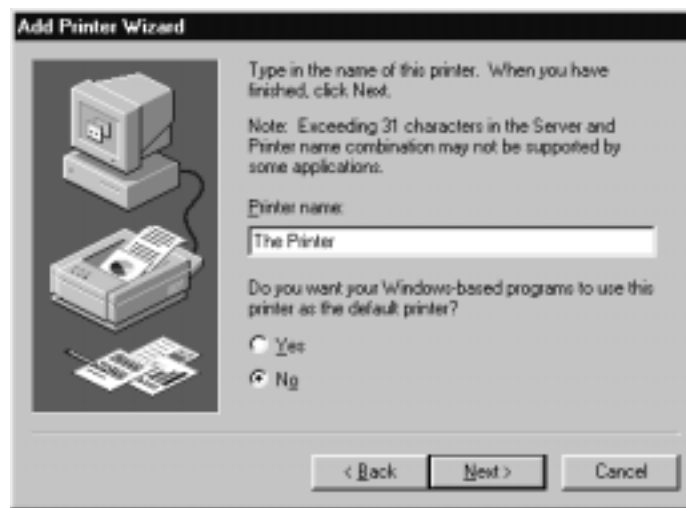 Add Printer Wizard
Type in the name of this printer. When you have
finished, click Next.
Note: Exceeding 31 characters in the Server and
Printer name combination may not be supported by
some applications.
Printer name:
The Printer
Do you want your Windows-based programs to use this
printer as the default printer?
Yes
No
< Back
Next >
Cancel